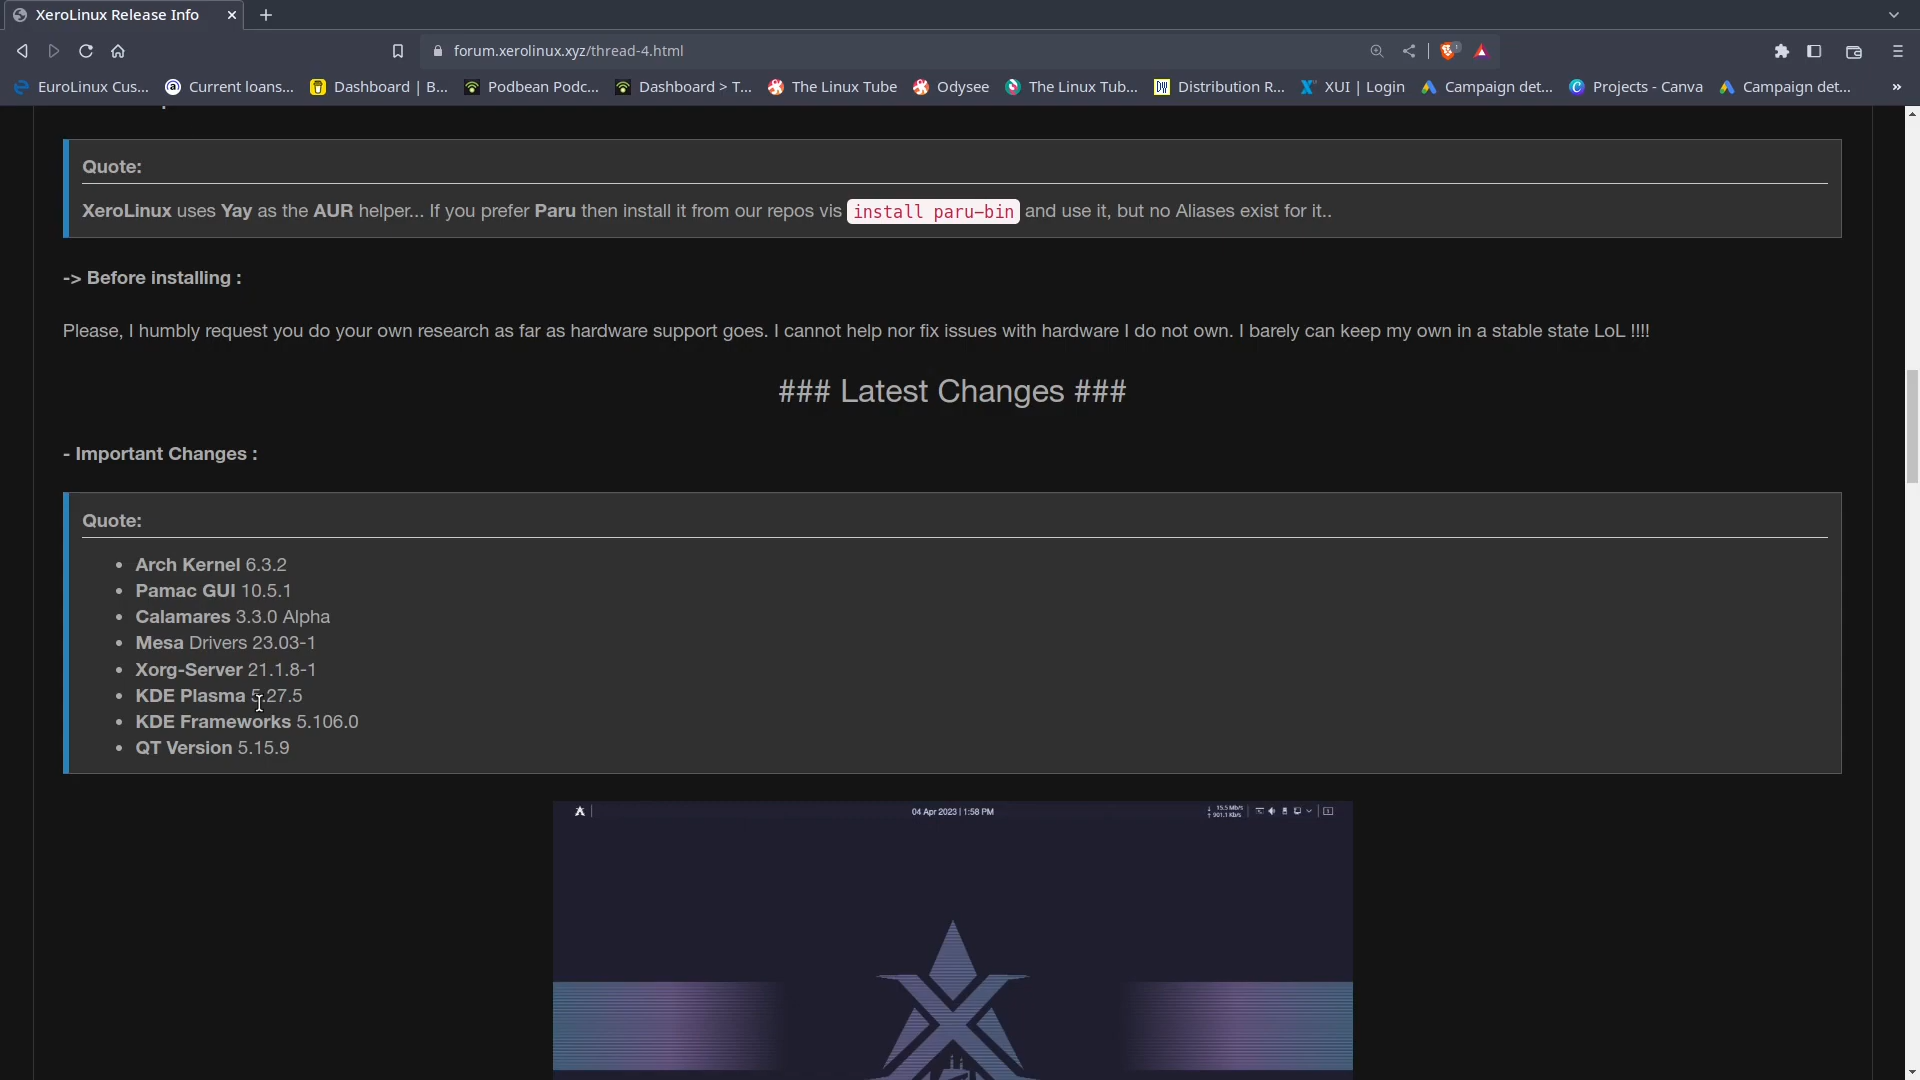 XeroLinux Release Info
forum.xerolinux.xyz/thread-4.html
EuroLinux Cus... Current loans... Dashboard | B... Podbean Podc... Dashboard > T... The Linux Tube Odysee The Linux Tub... DW Distribution R... XUI | Login Campaign det... Projects - Canva Campaign det... »
Quote:
XeroLinux uses Yay as the AUR helper... If you prefer Paru then install it from our repos vis install paru-bin and use it, but no Aliases exist for it..
-> Before installing :
Please, I humbly request you do your own research as far as hardware support goes. I cannot help nor fix issues with hardware I do not own. I barely can keep my own in a stable state LoL !!!!
### Latest Changes ###
- Important Changes :
Quote:
• Arch Kernel 6.3.2
• Pamac GUI 10.5.1
• Calamares 3.3.0 Alpha
• Mesa Drivers 23.03-1
• Xorg-Server 21.1.8-1
• KDE Plasma 5.27.5
• KDE Frameworks 5.106.0
• QT Version 5.15.9
04 Apr 2023 | 1:58 PM
15.5 Mb/s
901.1 Kb/s